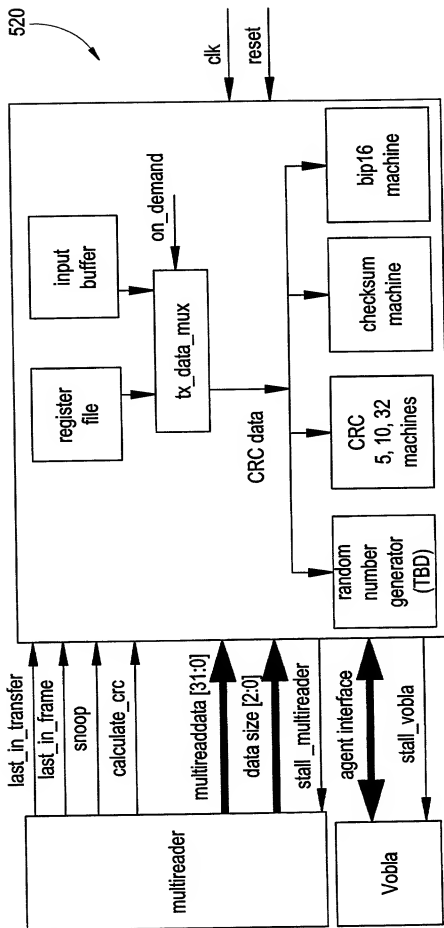 520
clk
reset
last_in_transfer
last_in_frame
snoop
calculate_crc
multireaddata [31:0]
data size [2:0]
stall_multireader
agent interface
stall_vobla
multireader
Vobla
register
file
input
buffer
on_demand
tx_data_mux
CRC data
random
number
generator
(TBD)
CRC
5, 10, 32
machines
checksum
machine
bip16
machine